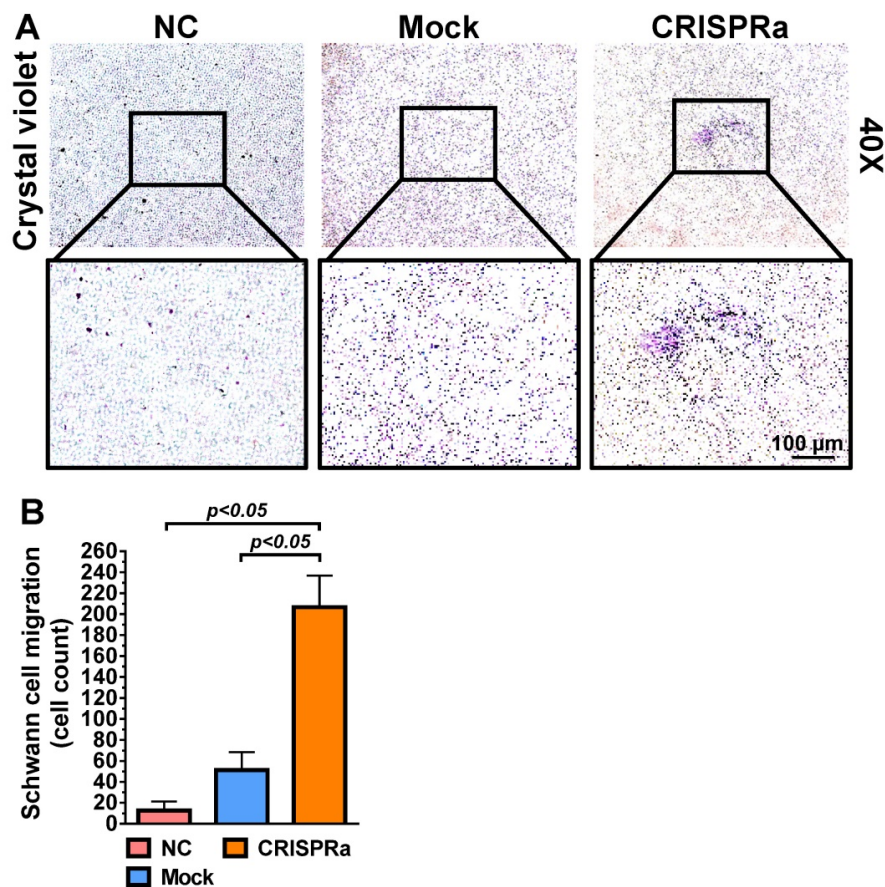 A
NC
Mock
CRISPRa
Crystal violet
40X
100 µm
B
p<0.05
p<0.05
Schwann cell migration
(cell count)
260
240
220
200
180
160
140
120
100
80
60
40
20
0
NC
CRISPRa
Mock